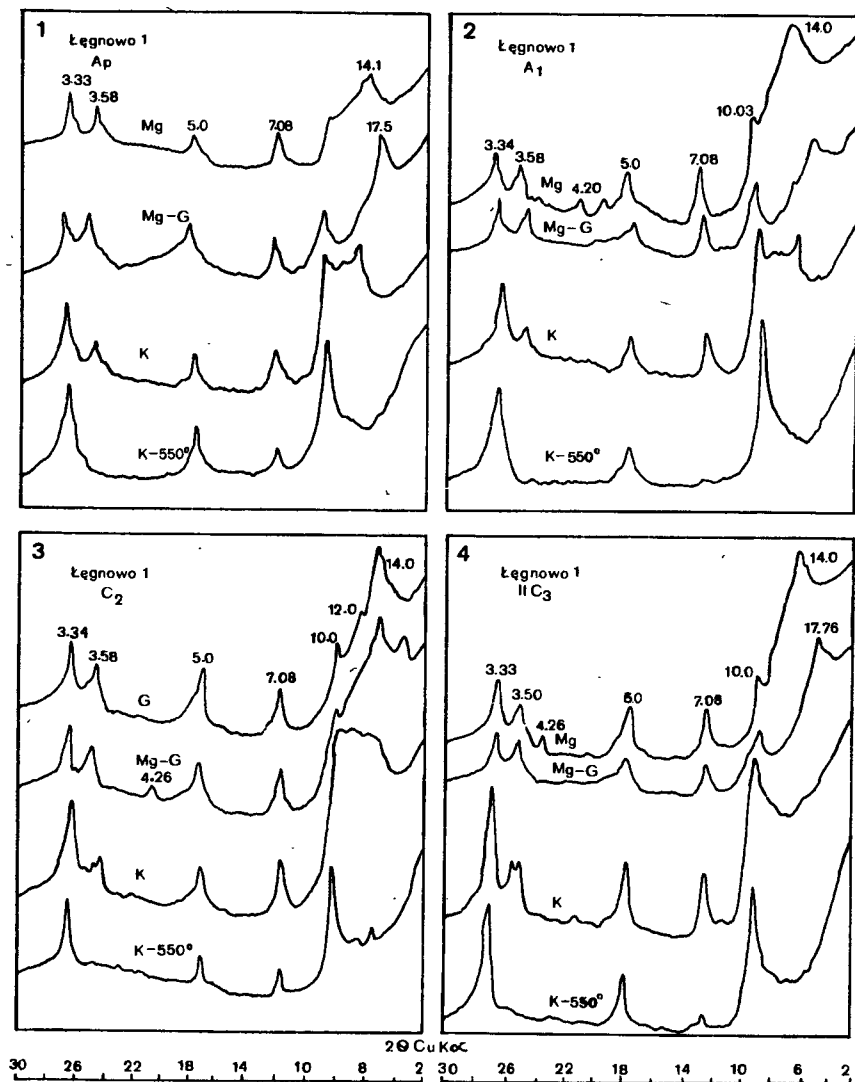 1
Łęgnowo 1
Ap
3.33
3.58
5.0
7.08
14.1
17.5
Mg
Mg-G
K
K-550°
2
Łęgnowo 1
A1
14.0
10.03
3.34
3.58
4.20
5.0
7.08
Mg
Mg-G
K
K-550°
3
Łęgnowo 1
C2
14.0
12.0
10.0
3.34
3.58
5.0
7.08
G
Mg-G
4.26
K
K-550°
4
Łęgnowo 1
II C3
14.0
17.76
10.0
3.33
3.50
4.26
5.0
7.08
Mg
Mg-G
K
K-550°
2Θ Cu Kα
30 26 22 18 14 10 6 2 30 26 22 18 14 10 6 2